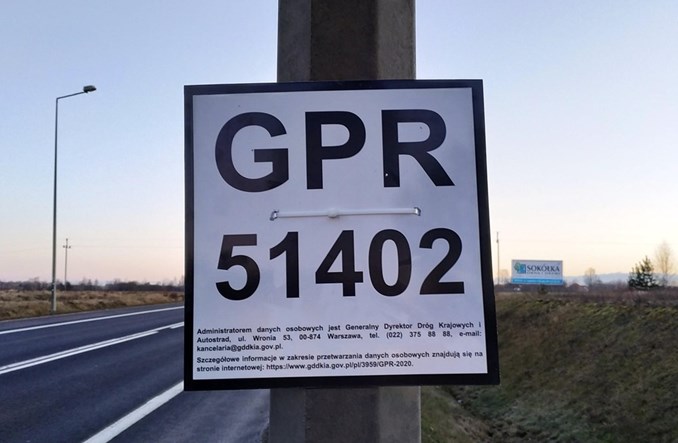 GPR
51402
Administratorem danych osobowych jest Generalny Dyrektor Dróg Krajowych i
Autostrad, ul. Wronia 53, 00-874 Warszawa, tel. (022) 375 88 88, e-mail:
kancelaria@gddkia.gov.pl.
Szczegółowe informacje w zakresie przetwarzania danych osobowych znajdują się na
stronie internetowej: https://www.gddkia.gov.pl/pl/3959/GPR-2020.
SOKÓŁKA